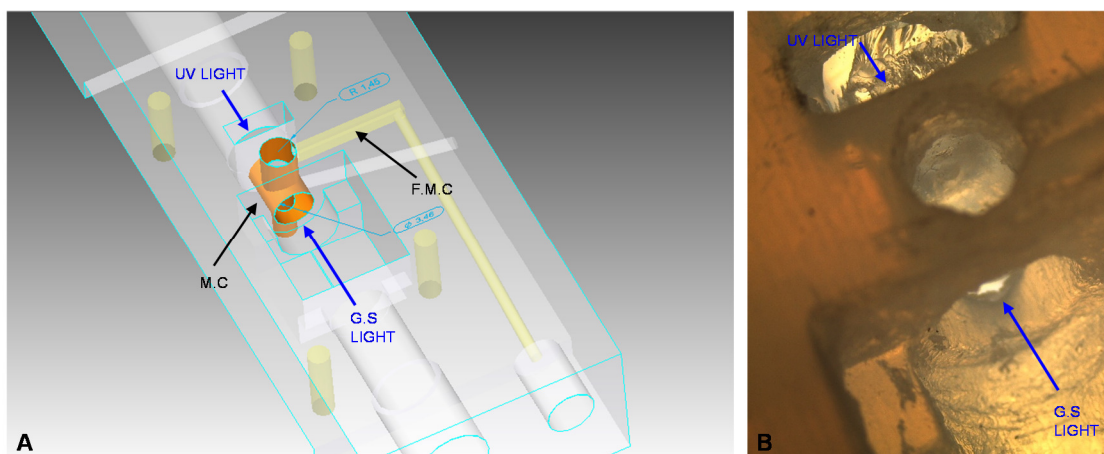 UV LIGHT
R 1,45
F.M.C
Ø 3,46
M.C
G.S
LIGHT
A
UV LIGHT
G.S
LIGHT
B